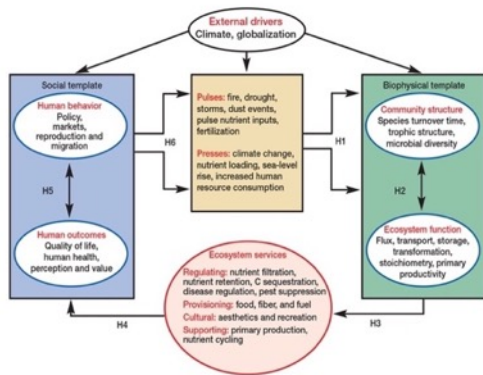 External drivers
Climate, globalization
Social template
Human behavior
Policy,
markets,
reproduction and
migration
H5
Human outcomes
Quality of life,
human health,
perception and value
H6
Pulses: fire, drought,
storms, dust events,
pulse nutrient inputs,
fertilization
Presses: climate change,
nutrient loading, sea-level
rise, increased human
resource consumption
H1
Biophysical template
Community structure
Species turnover time,
trophic structure,
microbial diversity
H2
Ecosystem function
Flux, transport, storage,
transformation,
stoichiometry, primary
productivity
Ecosystem services
Regulating: nutrient filtration,
nutrient retention, C sequestration,
disease regulation, pest suppression
Provisioning: food, fiber, and fuel
Cultural: aesthetics and recreation
Supporting: primary production,
nutrient cycling
H4
H3